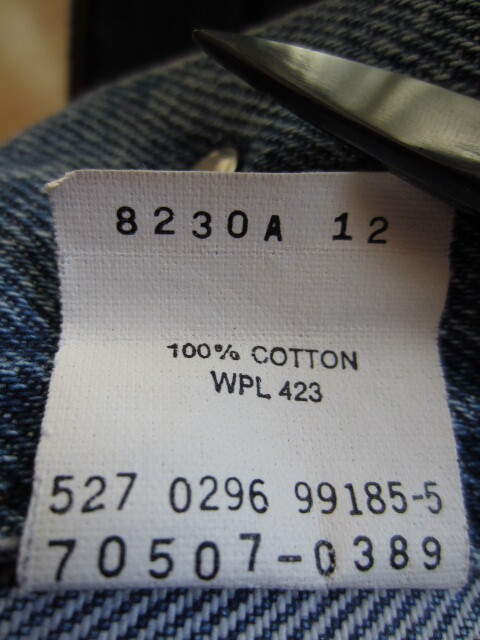 8230A 12
100% COTTON
WPL 423
527 0296 99185-5
70507-0389